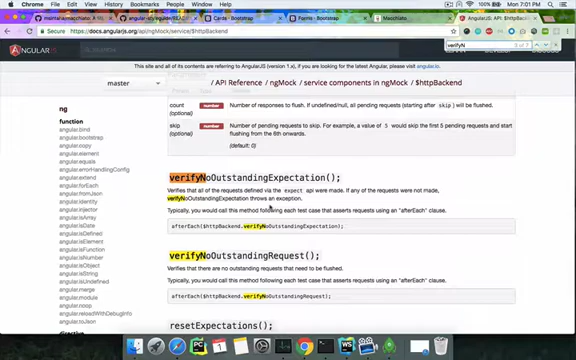 Chrome File Edit View History Bookmarks People Window Help
Mon 7:01 PM
angular-styleguide/README
Cards · Bootstrap
Forms · Bootstrap
Macchiato
AngularJS: API: $httpBackend
Secure https://docs.angularjs.org/api/ngMock/service/$httpBackend
verifyN
ANGULARJS
This site and all of its contents are referring to AngularJS (version 1.x), if you are looking for the latest Angular, please visit angular.io.
master
/ API Reference / ngMock / service components in ngMock / $httpBackend
ng
function
angular.bind
angular.bootstrap
angular.copy
angular.element
angular.equals
angular.errorHandlingConfig
angular.extend
angular.forEach
angular.fromJson
angular.identity
angular.injector
angular.isArray
angular.isDate
angular.isDefined
angular.isElement
angular.isFunction
angular.isNumber
angular.isObject
angular.isString
angular.isUndefined
angular.merge
angular.module
angular.noop
angular.reloadWithDebugInfo
angular.toJson
count
(optional)
number
Number of responses to flush. If undefined/null, all pending requests (starting after skip) will be flushed.
skip
(optional)
number
Number of pending requests to skip. For example, a value of 5 would skip the first 5 pending requests and start
flushing from the 6th onwards.
(default: 0)
verifyNoOutstandingExpectation();
Verifies that all of the requests defined via the expect api were made. If any of the requests were not made,
verifyNoOutstandingExpectation throws an exception.
Typically, you would call this method following each test case that asserts requests using an "afterEach" clause.
afterEach($httpBackend.verifyNoOutstandingExpectation);
verifyNoOutstandingRequest();
Verifies that there are no outstanding requests that need to be flushed.
Typically, you would call this method following each test case that asserts requests using an "afterEach" clause.
afterEach($httpBackend.verifyNoOutstandingRequest);
resetExpectations();